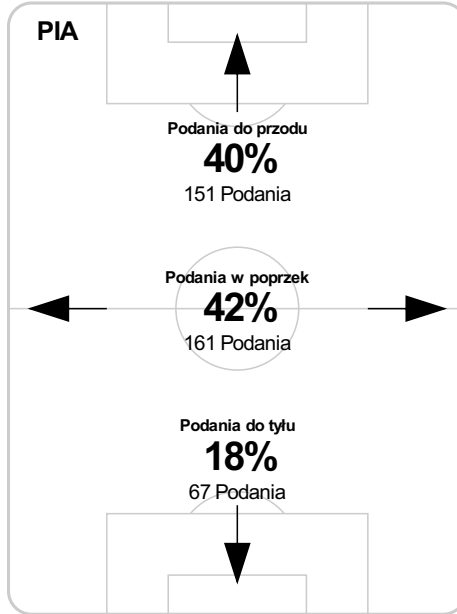 PIA
Podania do przodu
40%
151 Podania
Podania w poprzek
42%
161 Podania
Podania do tyłu
18%
67 Podania